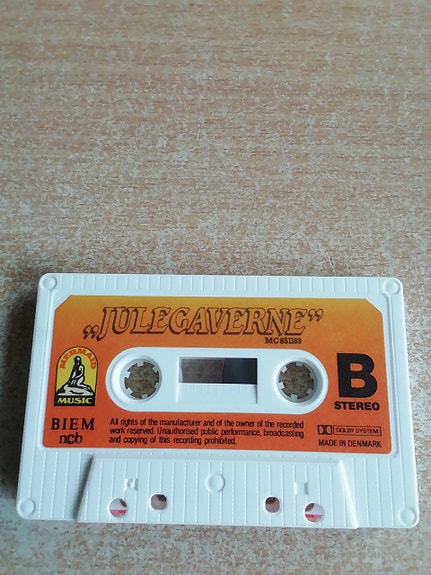 „JULEGAVERNE”
MC 851189
MERMAID
MUSIC
B
STEREO
BIEM
ncb
All rights of the manufacturer and of the owner of the recorded
work reserved. Unauthorised public performance, broadcasting
and copying of this recording prohibited.
DOLBY SYSTEM
MADE IN DENMARK